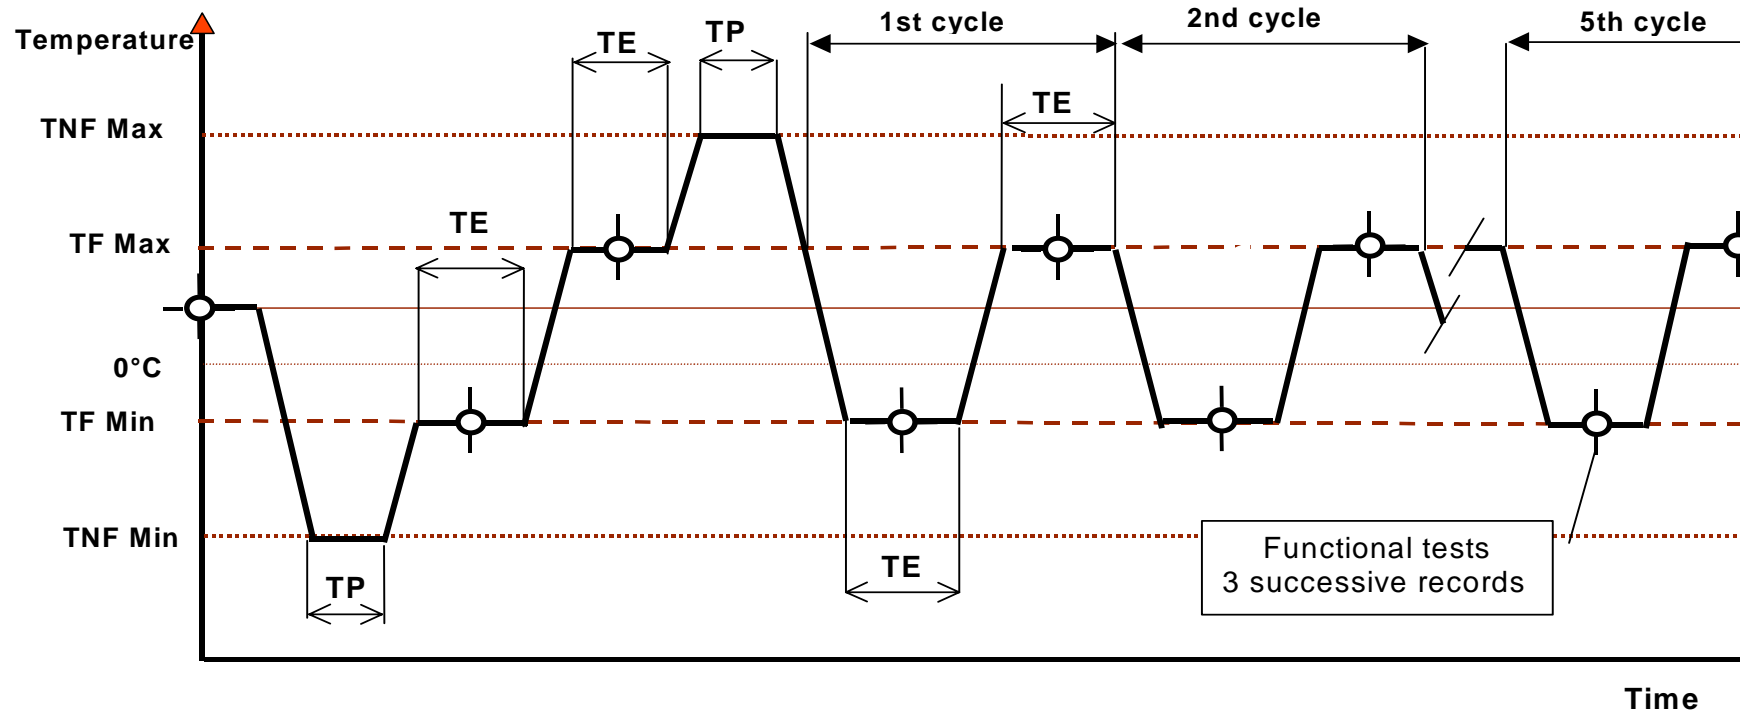 1st cycle
2nd cycle
5th cycle
Temperature
TE
TP
TE
TNF Max
TE
TF Max
0°C
TF Min
TNF Min
TP
TE
Functional tests
3 successive records
Time